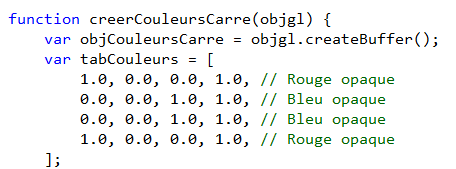 function creerCouleursCarre(objgl) {
    var objCouleursCarre = objgl.createBuffer();
    var tabCouleurs = [
        1.0, 0.0, 0.0, 1.0, // Rouge opaque
        0.0, 0.0, 1.0, 1.0, // Bleu opaque
        0.0, 0.0, 1.0, 1.0, // Bleu opaque
        1.0, 0.0, 0.0, 1.0, // Rouge opaque
    ];